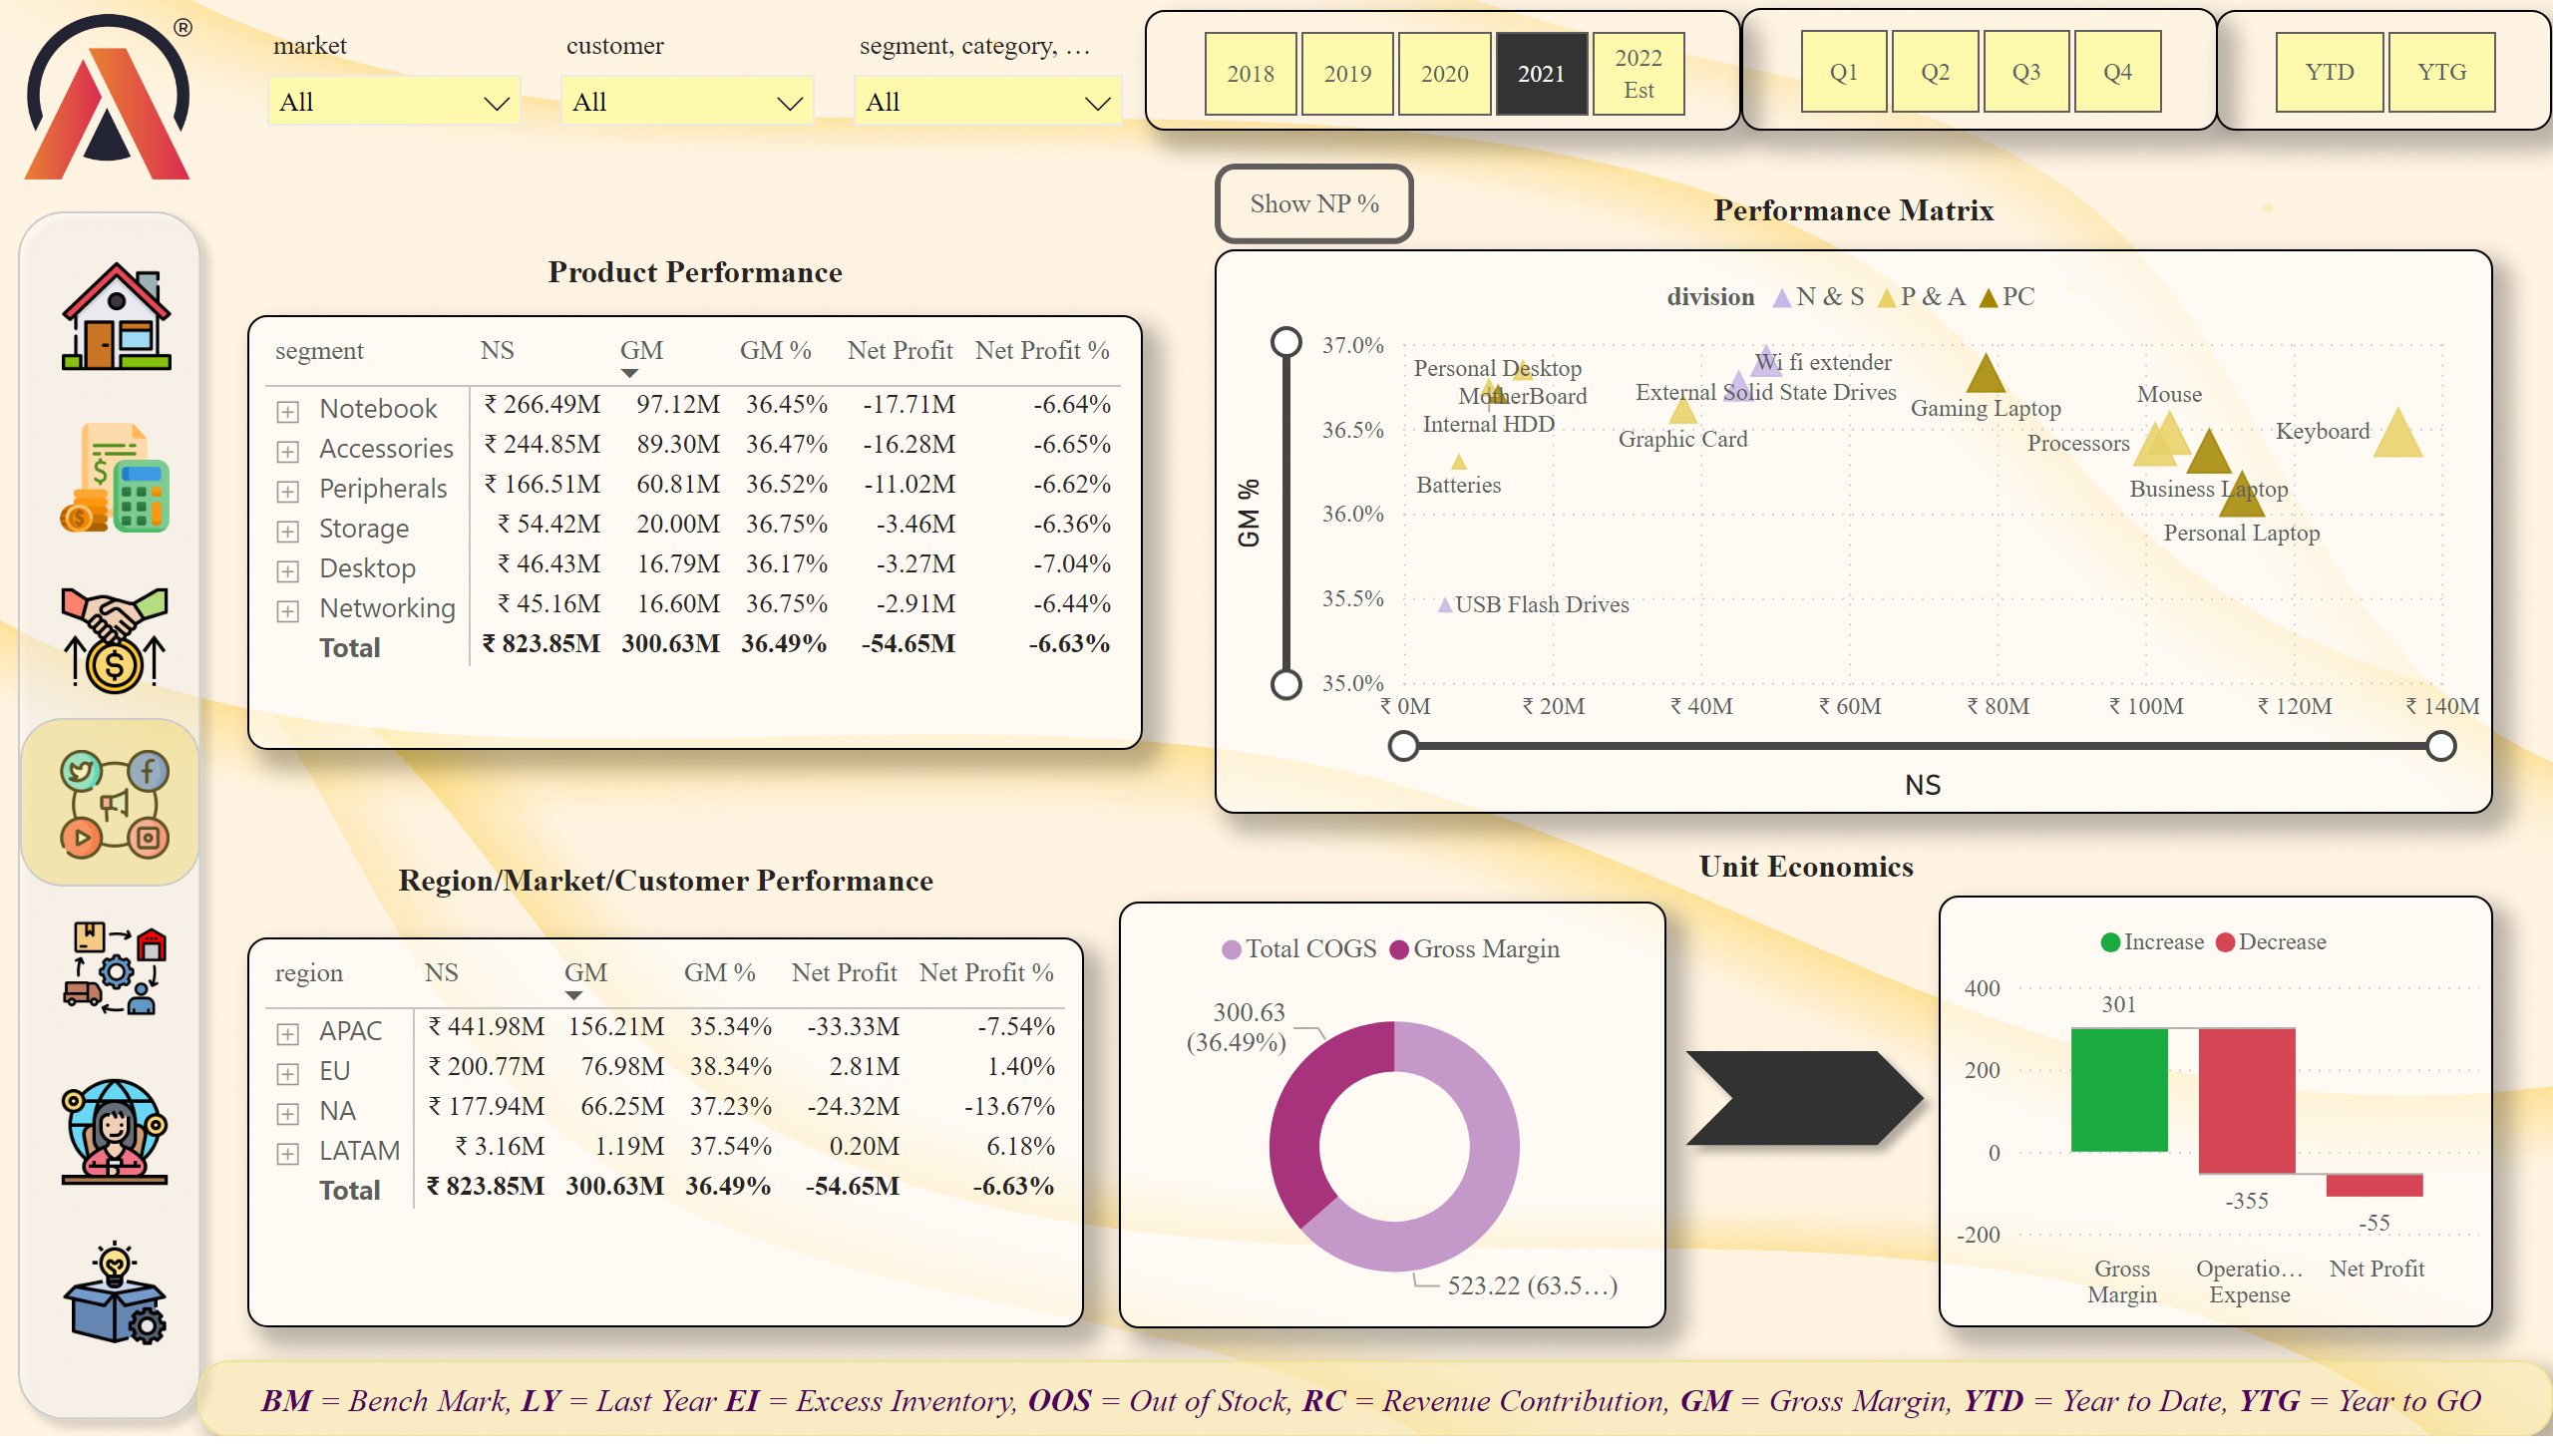 ®
market customer segment, category, …
All All All
2018 2019 2020 2021 2022 Est
Q1 Q2 Q3 Q4
YTD YTG
Show NP %
Performance Matrix
Product Performance
segment NS GM GM % Net Profit Net Profit %
Notebook ₹ 266.49M 97.12M 36.45% -17.71M -6.64%
Accessories ₹ 244.85M 89.30M 36.47% -16.28M -6.65%
Peripherals ₹ 166.51M 60.81M 36.52% -11.02M -6.62%
Storage ₹ 54.42M 20.00M 36.75% -3.46M -6.36%
Desktop ₹ 46.43M 16.79M 36.17% -3.27M -7.04%
Networking ₹ 45.16M 16.60M 36.75% -2.91M -6.44%
Total ₹ 823.85M 300.63M 36.49% -54.65M -6.63%
division N & S P & A PC
GM %
37.0%
36.5%
36.0%
35.5%
35.0%
Personal Desktop
MotherBoard
Internal HDD
Batteries
USB Flash Drives
Wi fi extender
External Solid State Drives
Graphic Card
Gaming Laptop
Mouse
Processors
Keyboard
Business Laptop
Personal Laptop
₹ 0M ₹ 20M ₹ 40M ₹ 60M ₹ 80M ₹ 100M ₹ 120M ₹ 140M
NS
Region/Market/Customer Performance
region NS GM GM % Net Profit Net Profit %
APAC ₹ 441.98M 156.21M 35.34% -33.33M -7.54%
EU ₹ 200.77M 76.98M 38.34% 2.81M 1.40%
NA ₹ 177.94M 66.25M 37.23% -24.32M -13.67%
LATAM ₹ 3.16M 1.19M 37.54% 0.20M 6.18%
Total ₹ 823.85M 300.63M 36.49% -54.65M -6.63%
Unit Economics
Total COGS Gross Margin
300.63
(36.49%)
523.22 (63.5…)
Increase Decrease
400
200
0
-200
301
-355
-55
Gross
Margin
Operatio…
Expense
Net Profit
BM = Bench Mark, LY = Last Year EI = Excess Inventory, OOS = Out of Stock, RC = Revenue Contribution, GM = Gross Margin, YTD = Year to Date, YTG = Year to GO